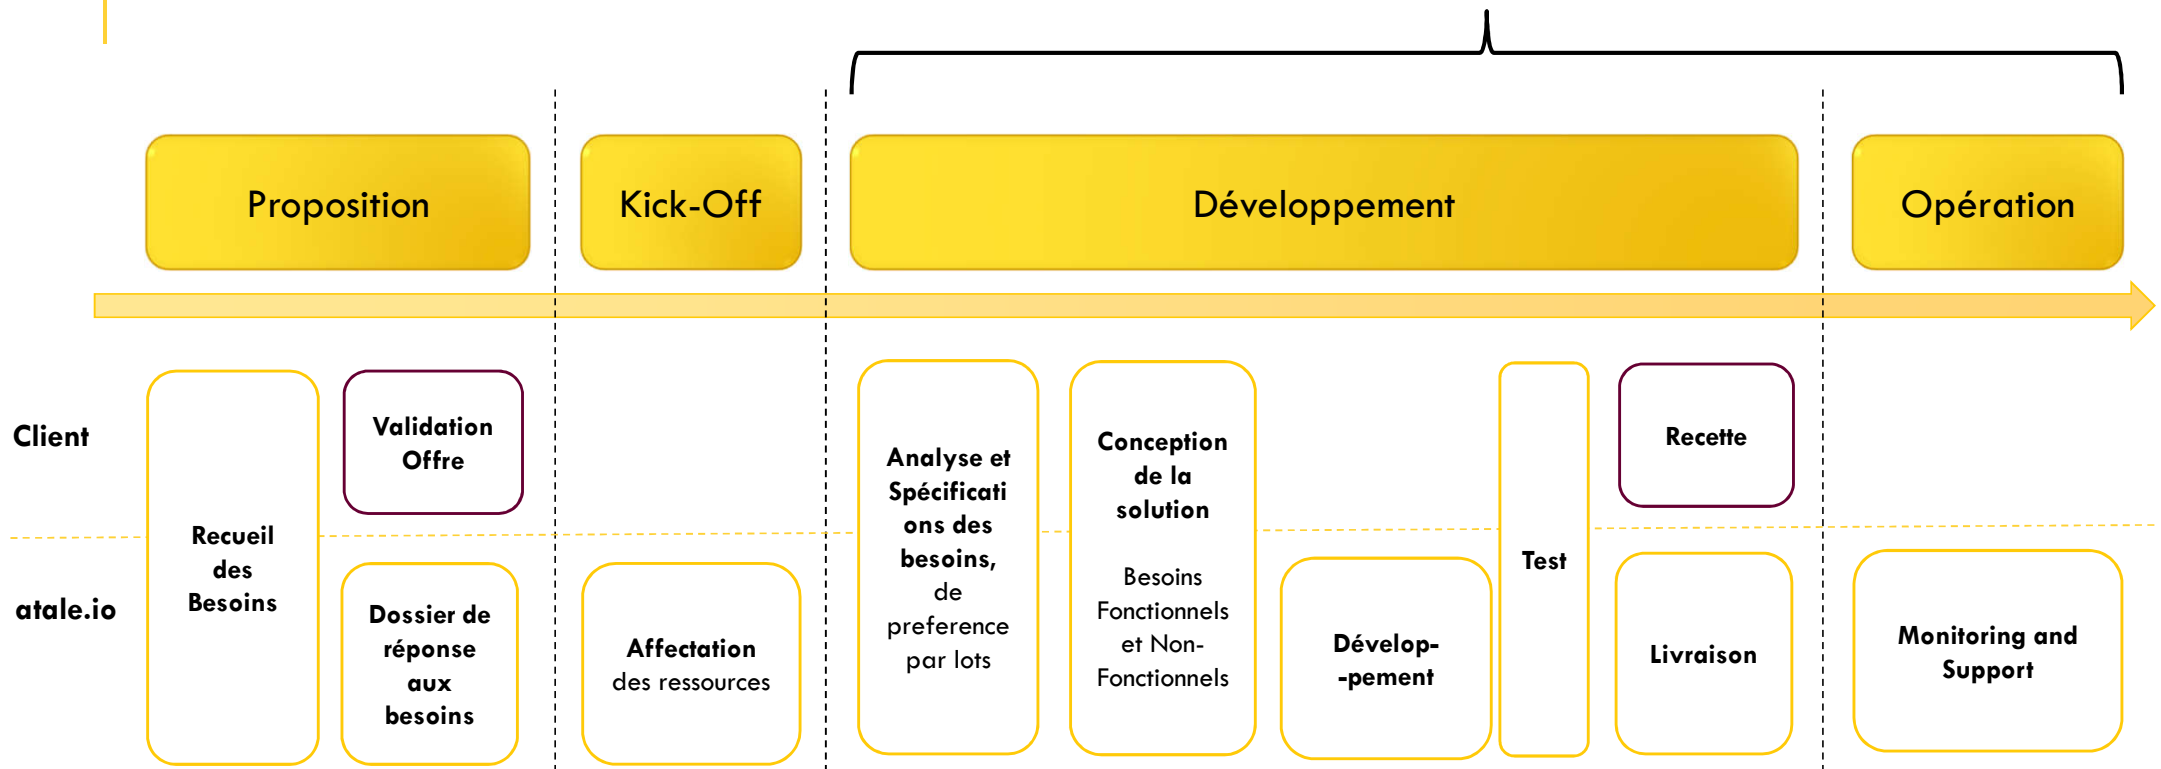 Proposition
Kick-Off
Développement
Opération
Client
atale.io
Recueil
des
Besoins
Validation
Offre
Dossier de
réponse
aux
besoins
Affectation
des ressources
Analyse et
Spécificati
ons des
besoins,
de
preference
par lots
Conception
de la
solution
Besoins
Fonctionnels
et Non-
Fonctionnels
Dévelop-
-pement
Test
Recette
Livraison
Monitoring and
Support